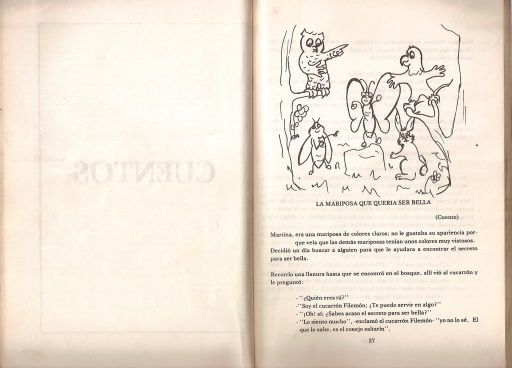 CUENTOS
LA MARIPOSA QUE QUERIA SER BELLA
(Cuento)
Martina, era una mariposa de colores claros; no le gustaba su apariencia por-
que veía que las demás mariposas tenían unos colores muy vistosos.
Decidió un día buscar a alguien para que le ayudara a encontrar el secreto
para ser bella.
Recorrío una llanura hasta que se encontró en el bosque, allí vió al cucarrón y
le preguntó:
-"¿Quién eres tú?"
-"Soy el cucarrón Filemón; ¿Te puedo servir en algo?"
-"¡Oh! sí; ¿Sabes acaso el secreto para ser bella?"
-"Lo siento mucho", -exclamó el cucarrón Filemón- "yo no lo sé. El
que lo sabe, es el conejo saltarín".
27